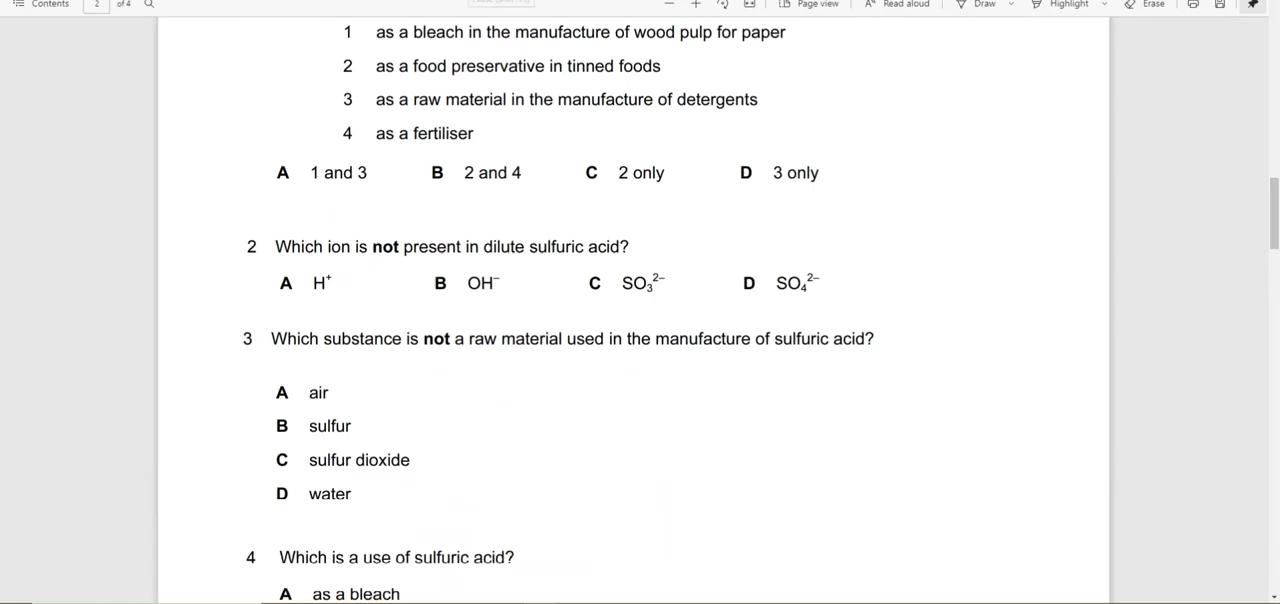 Contents 2 of 4 Page view Read aloud Draw Highlight Erase
1 as a bleach in the manufacture of wood pulp for paper
2 as a food preservative in tinned foods
3 as a raw material in the manufacture of detergents
4 as a fertiliser
A 1 and 3 B 2 and 4 C 2 only D 3 only
2 Which ion is not present in dilute sulfuric acid?
A H⁺ B OH⁻ C SO₃²⁻ D SO₄²⁻
3 Which substance is not a raw material used in the manufacture of sulfuric acid?
A air
B sulfur
C sulfur dioxide
D water
4 Which is a use of sulfuric acid?
A as a bleach